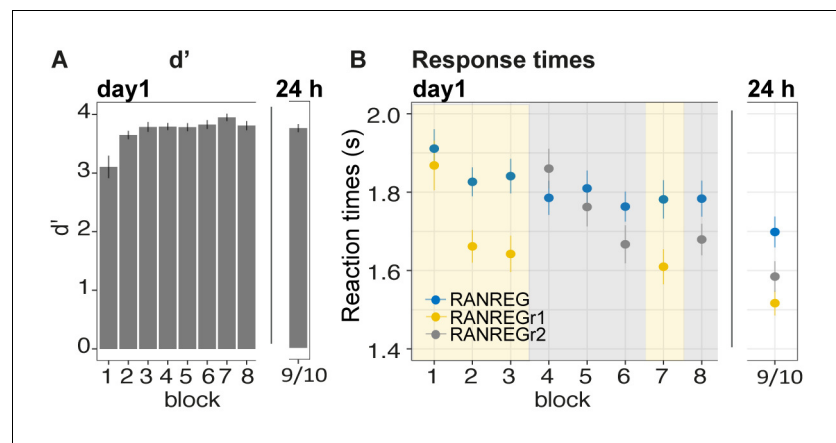 A d’
day1 24 h
4
3
2
1
0
d'
1 2 3 4 5 6 7 8 9/10
block
B Response times
day1 24 h
2.0
1.8
1.6
1.4
Reaction times (s)
RANREG
RANREGr1
RANREGr2
1 2 3 4 5 6 7 8 9/10
block